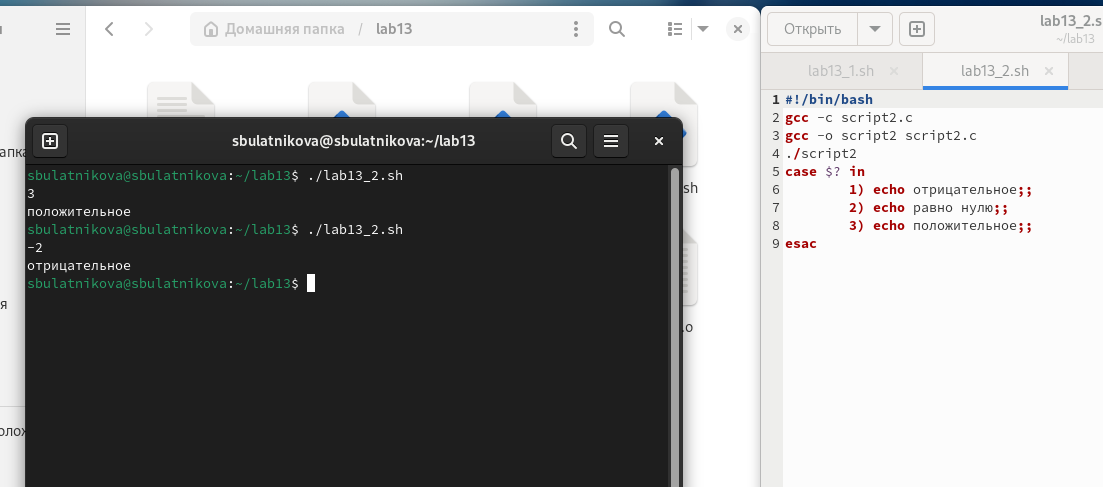 Домашняя папка / lab13
sbulatnikova@sbulatnikova:~/lab13
sbulatnikova@sbulatnikova:~/lab13$ ./lab13_2.sh
3
положительное
sbulatnikova@sbulatnikova:~/lab13$ ./lab13_2.sh
-2
отрицательное
sbulatnikova@sbulatnikova:~/lab13$
sh
.o
Открыть
lab13_2.s
~/lab13
lab13_1.sh
lab13_2.sh
1 #!/bin/bash
2 gcc -c script2.c
3 gcc -o script2 script2.c
4 ./script2
5 case $? in
6 1) echo отрицательное;;
7 2) echo равно нулю;;
8 3) echo положительное;;
9 esac